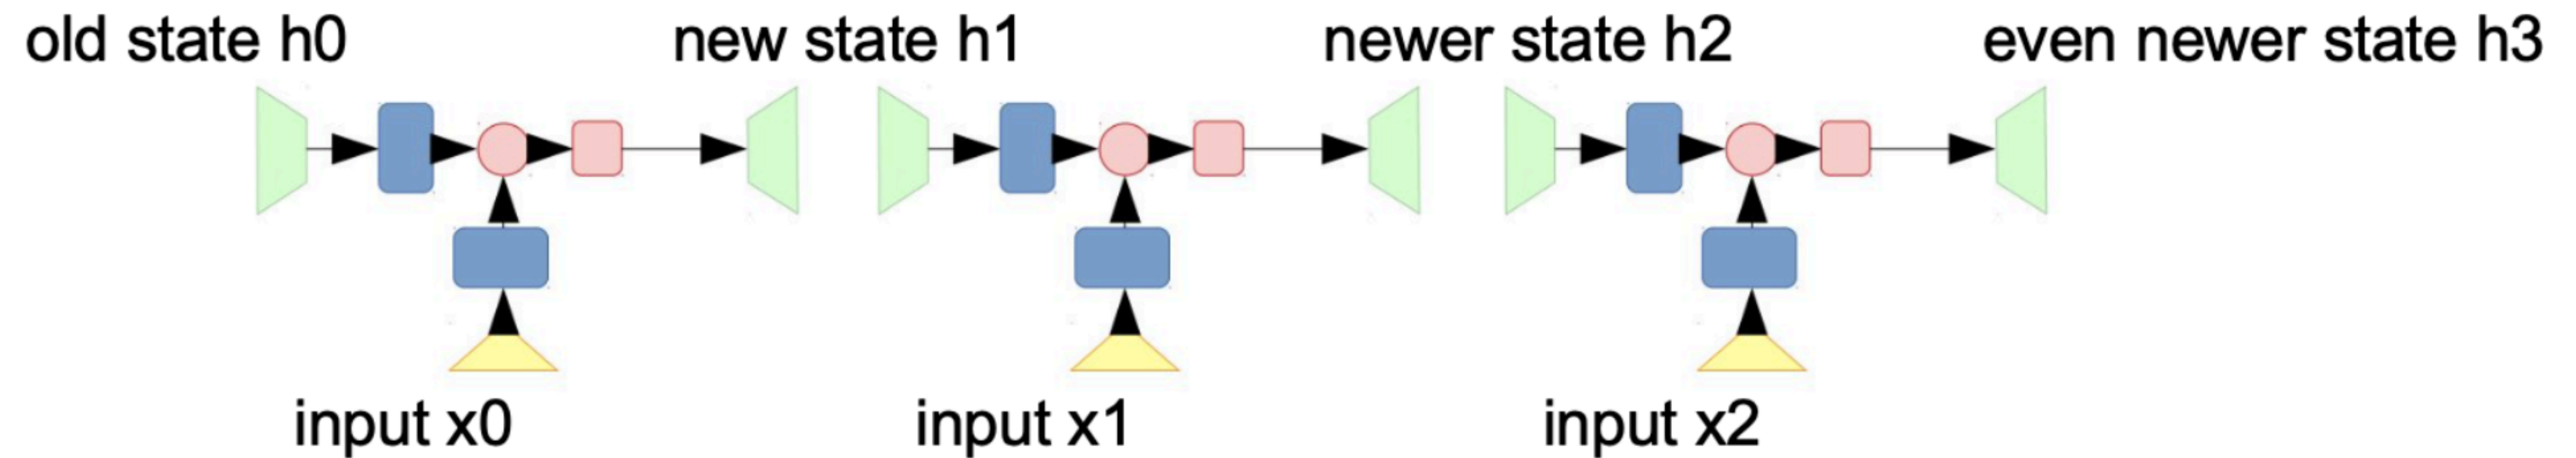 old state h0
new state h1
newer state h2
even newer state h3
input x0
input x1
input x2